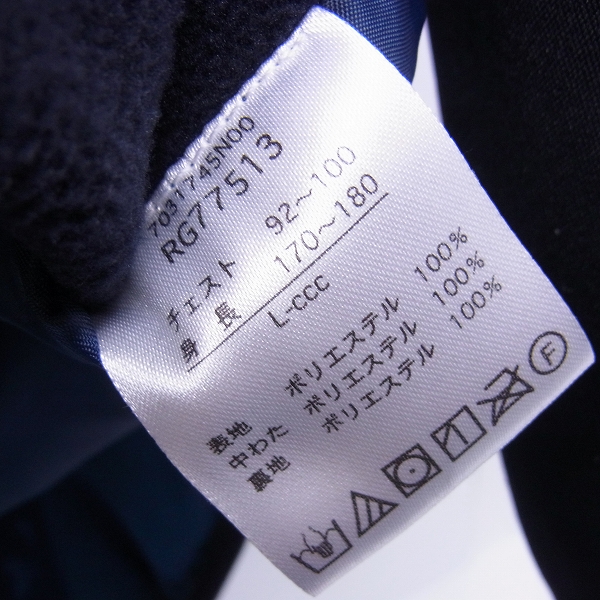 7031745N00
RG77513
チェスト 92～100
身長 170～180
L-ccc
表地 ポリエステル 100%
中わた ポリエステル 100%
裏地 ポリエステル 100%
F